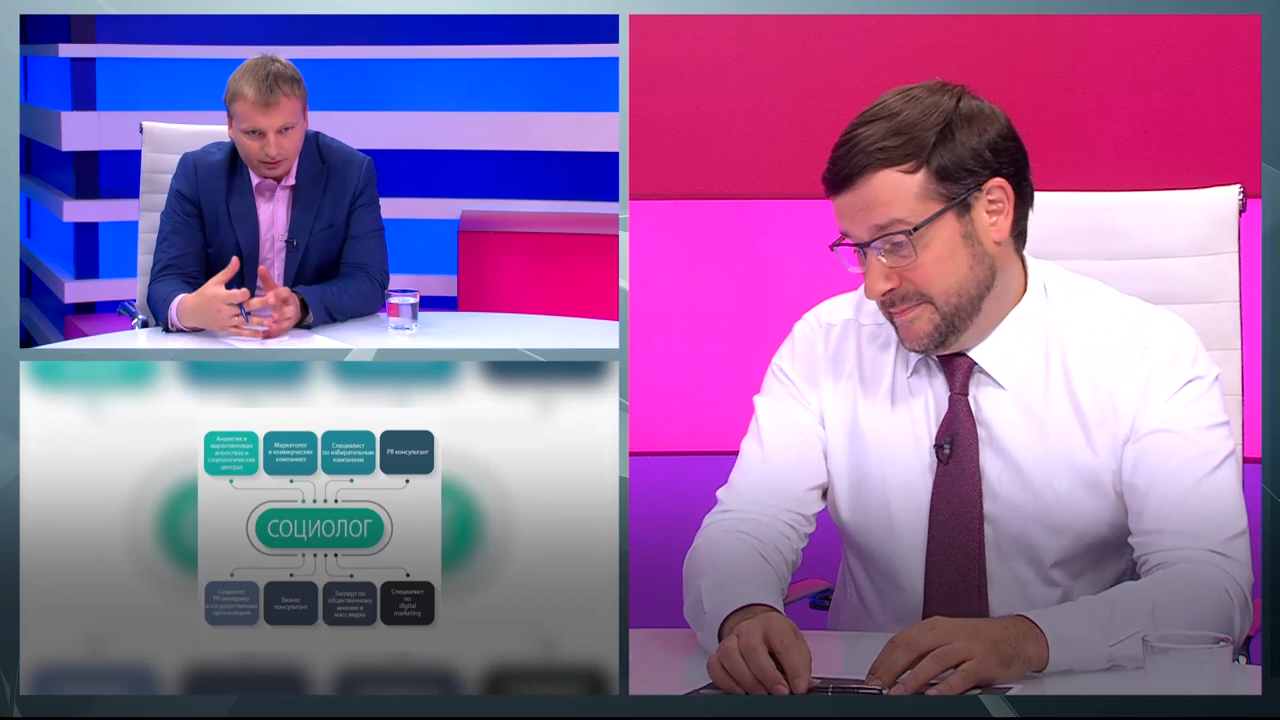 Аналитик в
маркетинговых
агентствах и
социологических
центрах
Маркетолог
в коммерческих
компаниях
Специалист
по избирательным
кампаниям
PR консультант
СОЦИОЛОГ
Социолог,
PR менеджер
в государственных
организациях
Бизнес
консультант
Эксперт по
общественному
мнению в
масс медиа
Специалист
по
digital
marketing